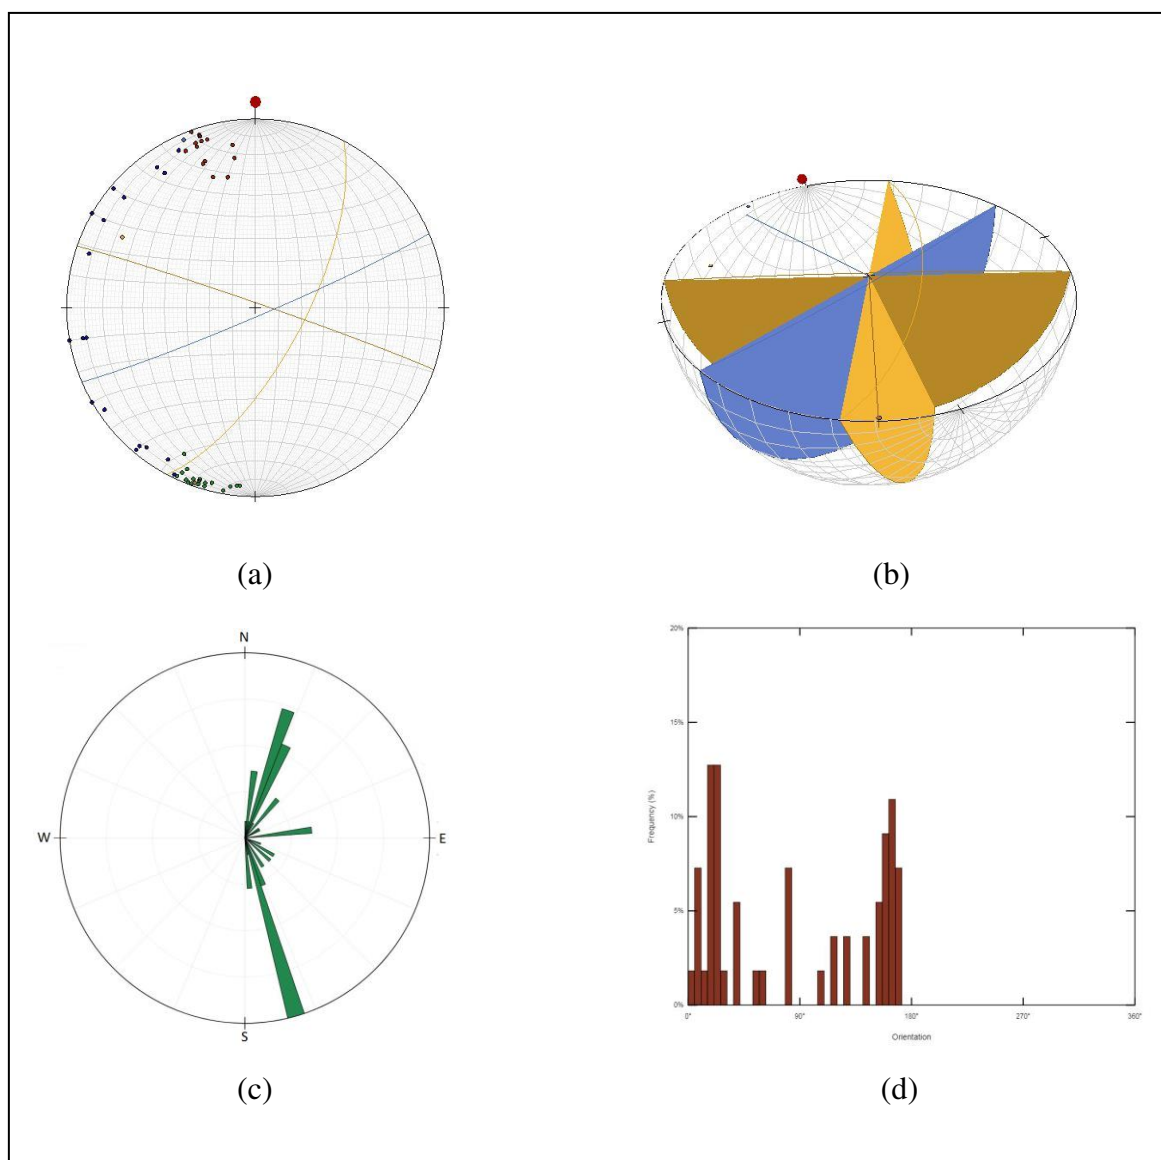 (a)
(b)
N
W
E
S
(c)
20%
15%
10%
5%
0%
Frequency (%)
0°
90°
180°
270°
360°
Orientation
(d)